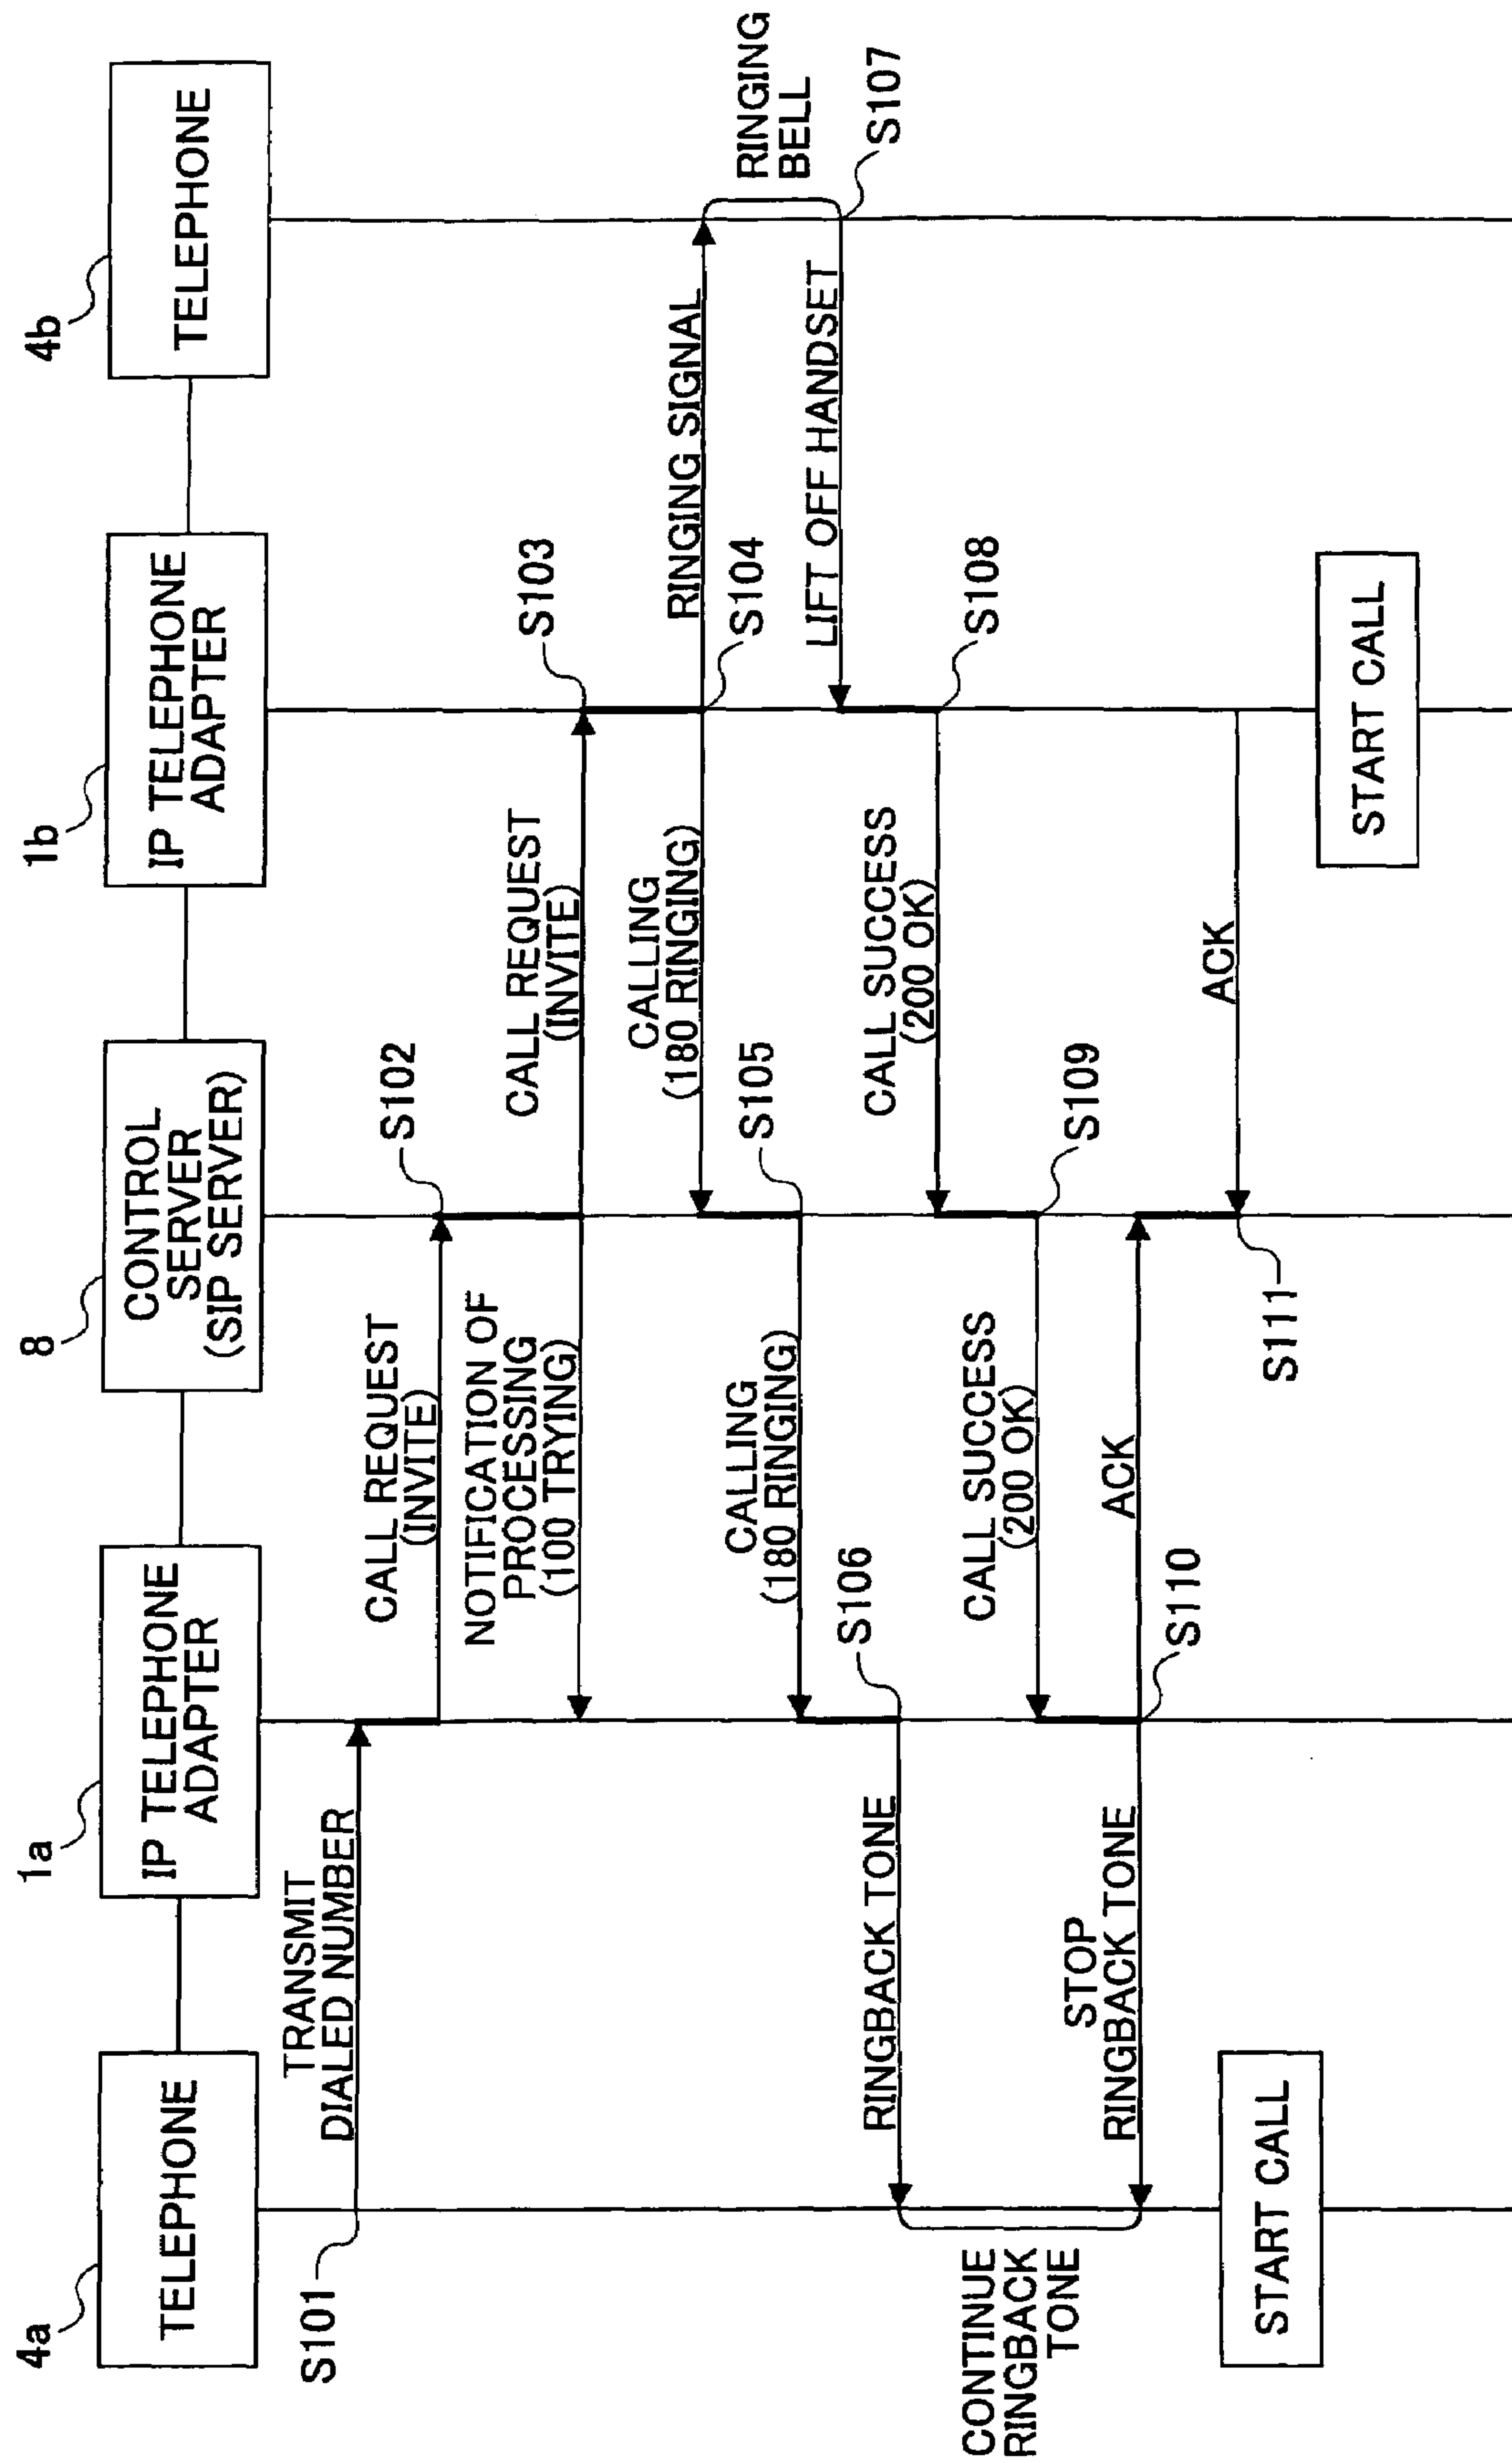 4a
TELEPHONE
1a
IP TELEPHONE
ADAPTER
8
CONTROL
SERVER
(SIP SERVER)
1b
IP TELEPHONE
ADAPTER
4b
TELEPHONE
S101
TRANSMIT
DIALED NUMBER
CALL REQUEST
(INVITE)
S102
NOTIFICATION OF
PROCESSING
(100 TRYING)
CALL REQUEST
(INVITE)
S103
CALLING
(180 RINGING)
RINGING SIGNAL
S104
RINGING
BELL
CALLING
(180 RINGING)
S105
LIFT OFF HANDSET
S107
RINGBACK TONE
S106
CALL SUCCESS
(200 OK)
S108
CONTINUE
RINGBACK
TONE
CALL SUCCESS
(200 OK)
S109
STOP
RINGBACK TONE
ACK
S110
ACK
S111
START CALL
START CALL